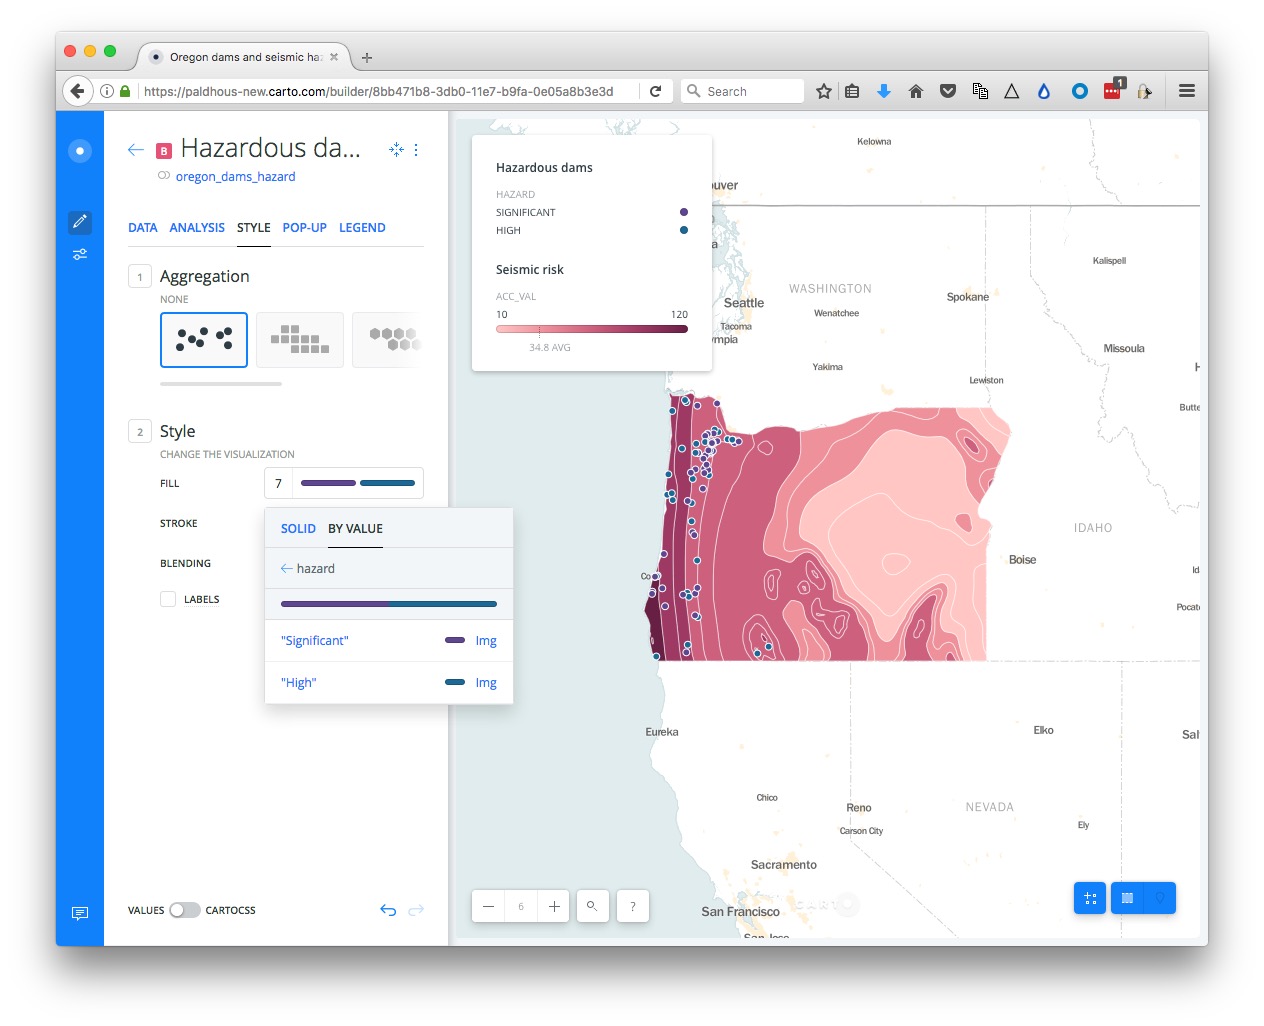 Oregon dams and seismic haz
https://paldhous-new.carto.com/builder/8bb471b8-3db0-11e7-b9fa-0e05a8b3e3d
Search
1
B Hazardous da...
oregon_dams_hazard
DATA ANALYSIS STYLE POP-UP LEGEND
1 Aggregation
NONE
2 Style
CHANGE THE VISUALIZATION
FILL 7
STROKE
BLENDING
LABELS
SOLID BY VALUE
hazard
"Significant" Img
"High" Img
VALUES CARTOCSS
Hazardous dams
HAZARD
SIGNIFICANT
HIGH
Seismic risk
ACC_VAL
10 120
34.8 AVG
Kelowna
ouver
Kalispell
WASHINGTON
Spokane
Seattle
Wenatchee
Tacoma
mpia
Missoula
Yakima
Lewiston
H
Butte
IDAHO
Boise
Id
Co
Pocat
Eureka
Elko
Sal
Chico
Reno
NEVADA
Carson City
Ely
Sacramento
San Francisco
San Jose
6
?
CARTO